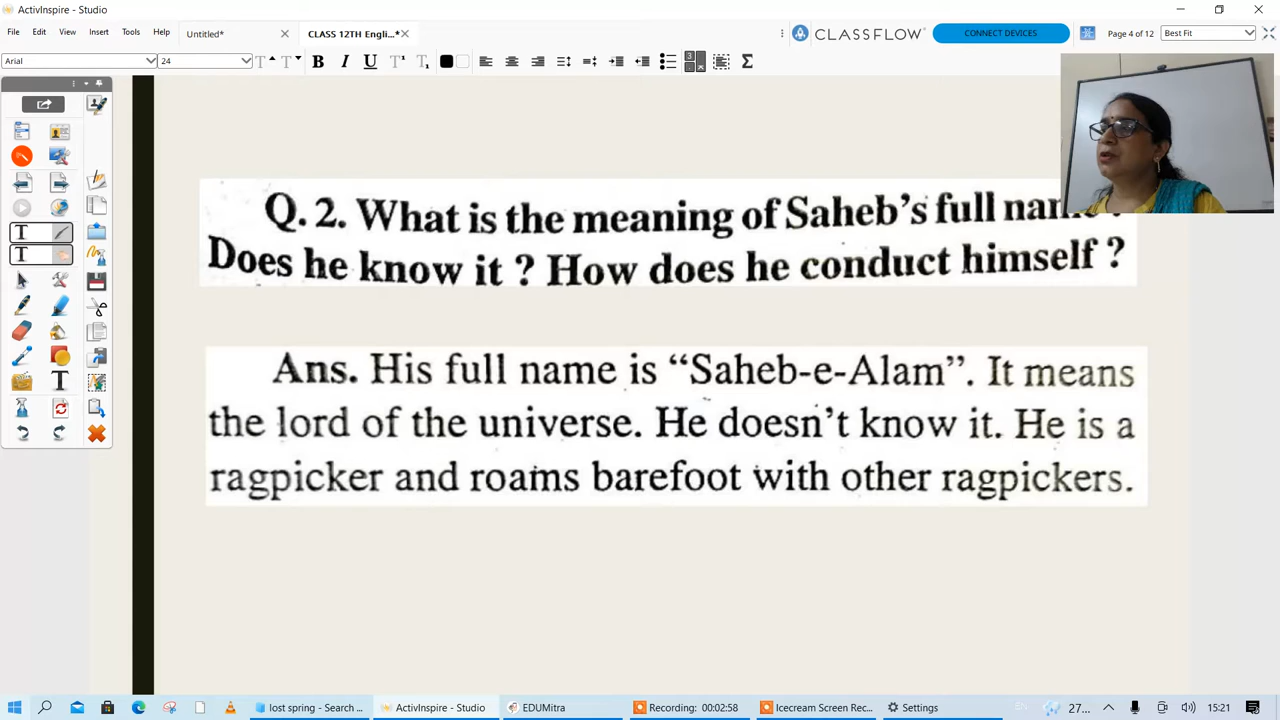 ActivInspire - Studio
File Edit View Insert Tools Help
Untitled*
CLASS 12TH Engli...*
CLASSFLOW
CONNECT DEVICES
Page 4 of 12
Best Fit
Arial
24
Q. 2. What is the meaning of Saheb's full
Does he know it ? How does he conduct himself ?
Ans. His full name is “Saheb-e-Alam”. It means
the lord of the universe. He doesn't know it. He is a
ragpicker and roams barefoot with other ragpickers.
lost spring - Search ...
ActivInspire - Studio
EDUMitra
Recording: 00:02:58
Icecream Screen Rec...
Settings
27...
15:21